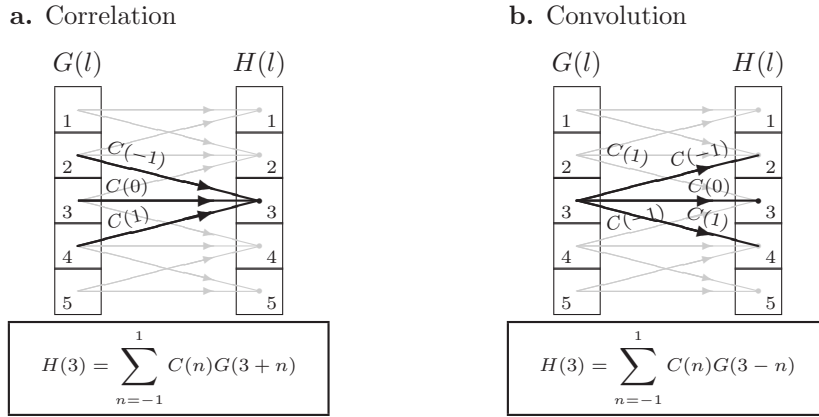 a. Correlation
G(l) H(l)
1 1
C(−1)
2 2
C(0)
3 3
C(1)
4 4
5 5
H(3) = \sum_{n=−1}^{1} C(n)G(3 + n)
b. Convolution
G(l) H(l)
1 1
C(1) C(−1)
2 2
C(0)
3 3
C(−1) C(1)
4 4
5 5
H(3) = \sum_{n=−1}^{1} C(n)G(3 − n)